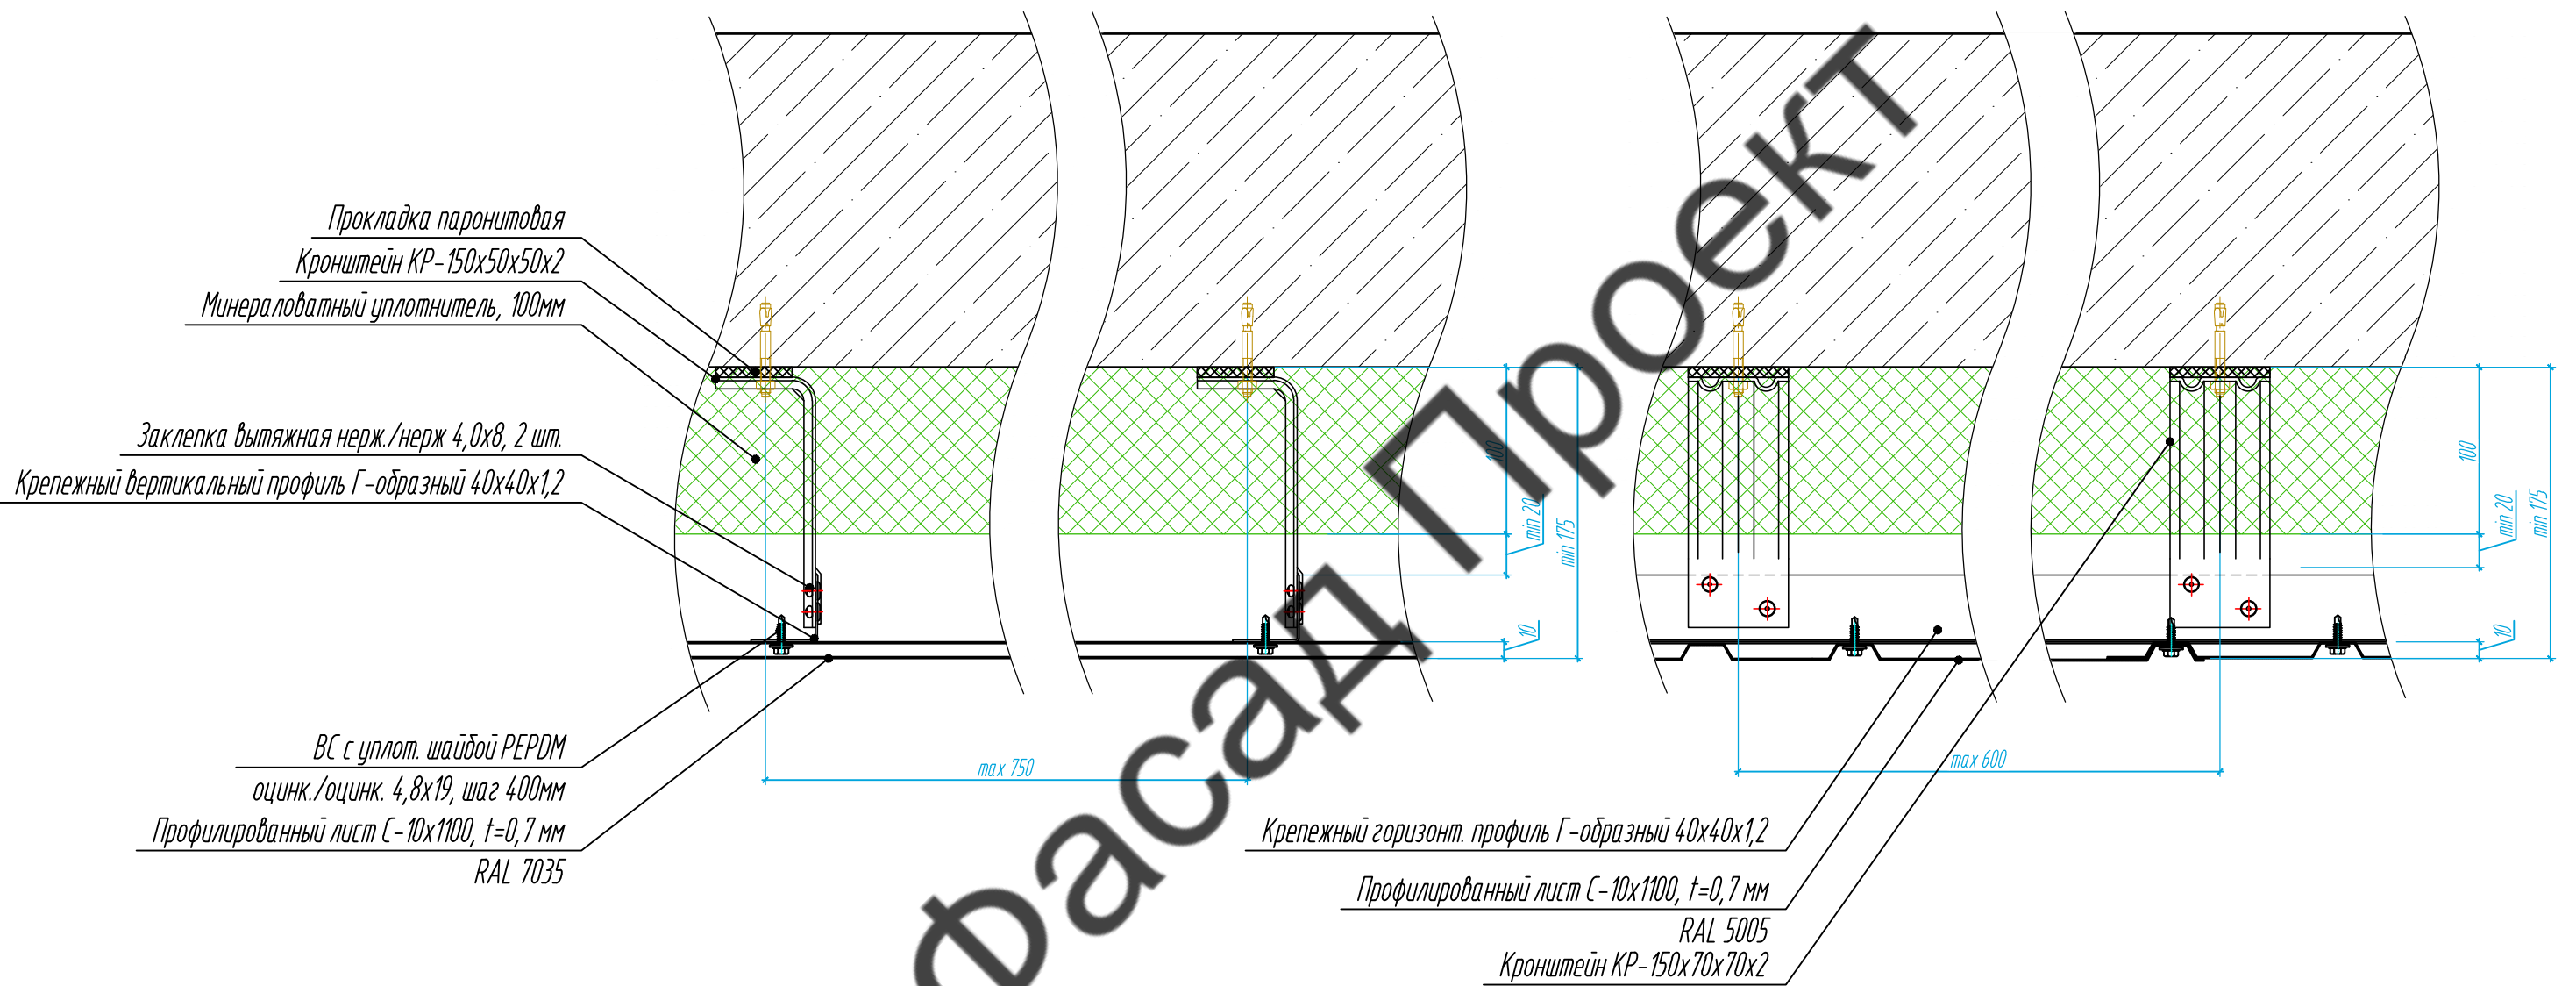 Прокладка паронитовая
Кронштейн КР-150х50х50х2
Минераловатный уплотнитель, 100мм
Заклепка вытяжная нерж./нерж 4,0х8, 2 шт.
Крепежный вертикальный профиль Г-образный 40х40х1,2
ВС с уплот. шайбой PEPDM
оцинк./оцинк. 4,8х19, шаг 400мм
Профилированный лист С-10х1100, t=0,7 мм
RAL 7035
max 750
100
min 20
min 175
10
Фасад Проект
max 600
100
min 20
min 175
10
Крепежный горизонт. профиль Г-образный 40х40х1,2
Профилированный лист С-10х1100, t=0,7 мм
RAL 5005
Кронштейн КР-150х70х70х2